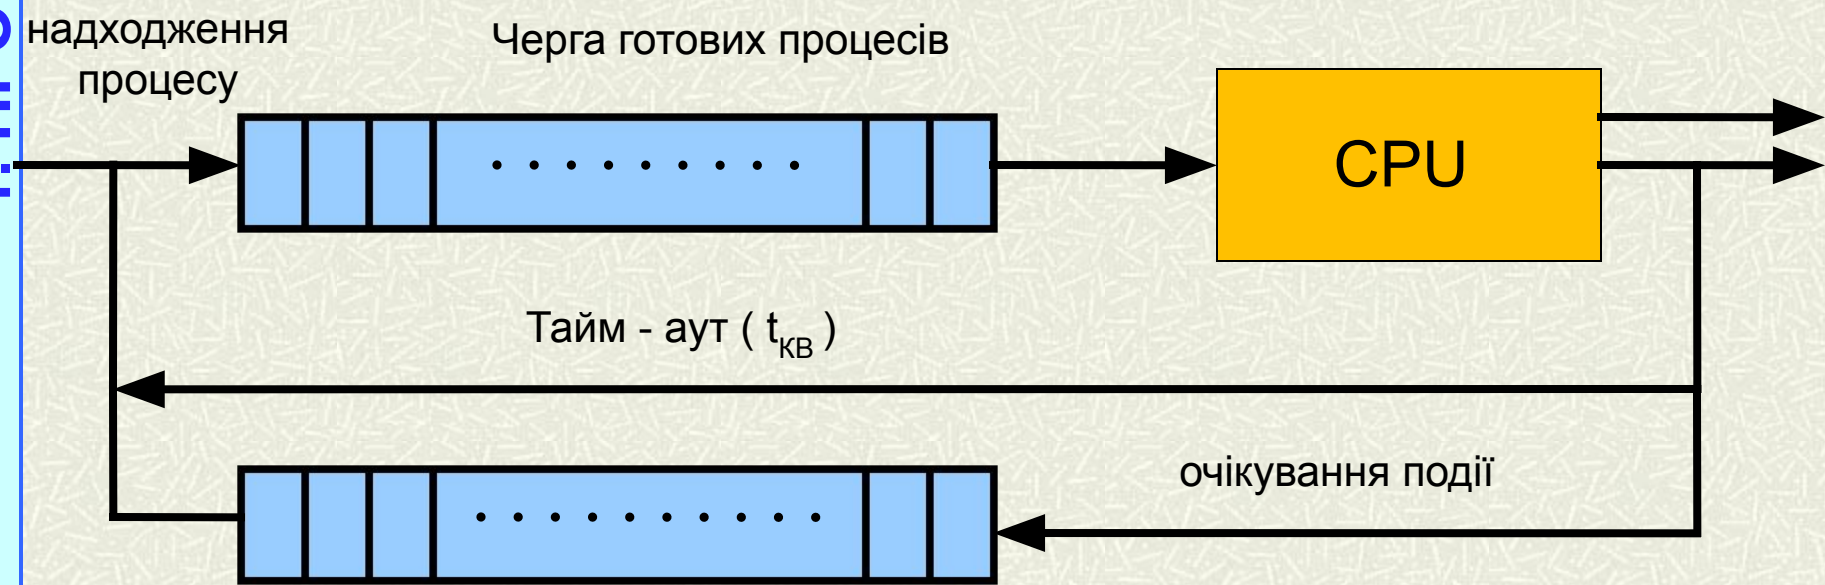 надходження
процесу
Черга готових процесів
CPU
Тайм - аут ( tКВ )
очікування події